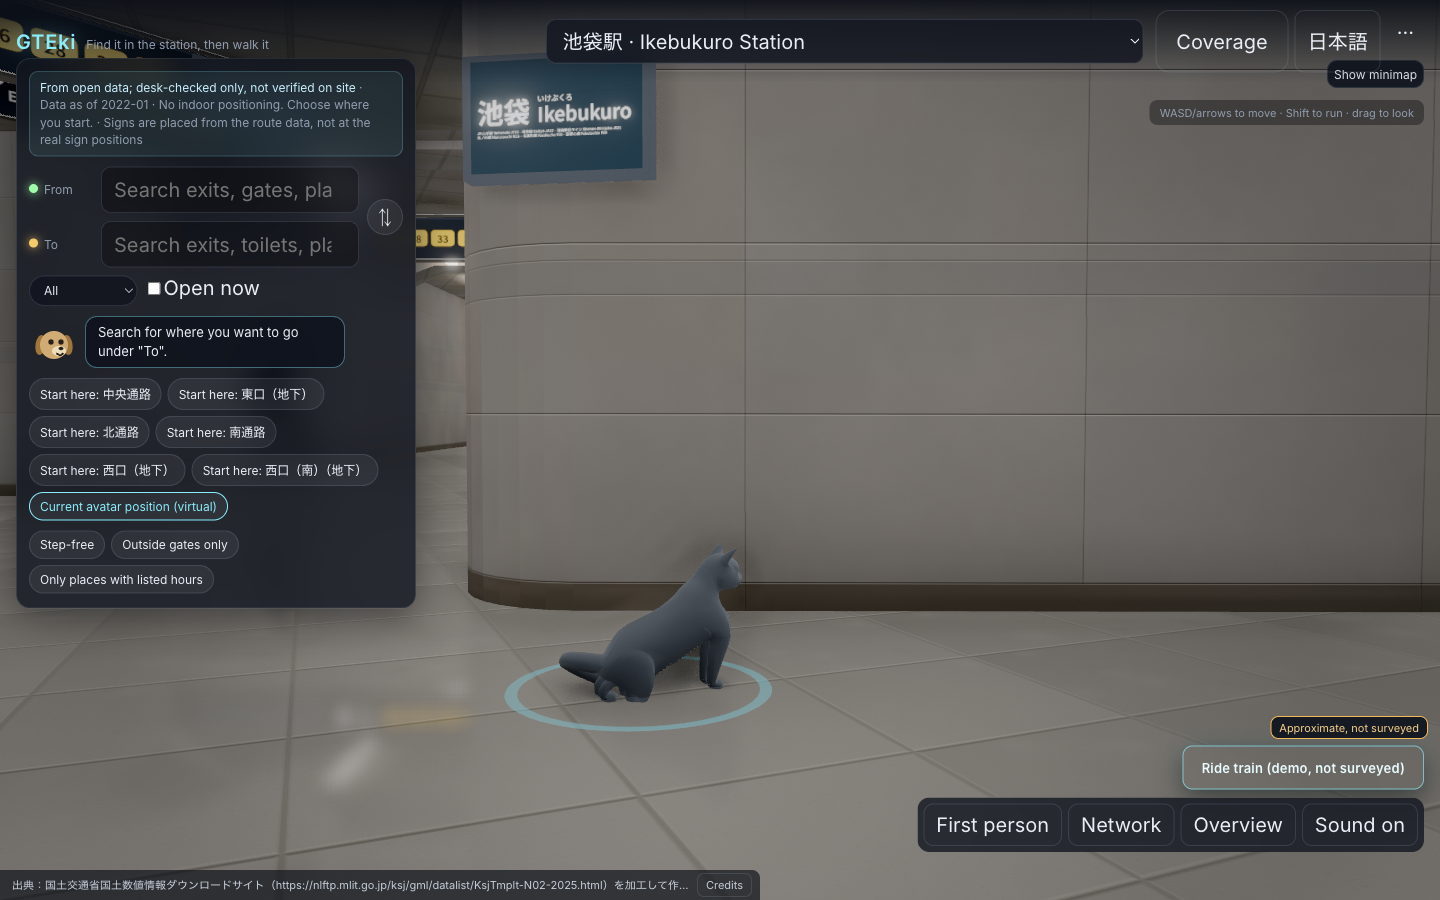 GTEki Find it in the station, then walk it
池袋駅 · Ikebukuro Station
Coverage
日本語
...
Show minimap
WASD/arrows to move · Shift to run · drag to look
From open data; desk-checked only, not verified on site ·
Data as of 2022-01 · No indoor positioning. Choose where
you start. · Signs are placed from the route data, not at the
real sign positions
From
Search exits, gates, pla
To
Search exits, toilets, pla
All
Open now
Search for where you want to go
under "To".
Start here: 中央通路
Start here: 東口（地下）
Start here: 北通路
Start here: 南通路
Start here: 西口（地下）
Start here: 西口（南）（地下）
Current avatar position (virtual)
Step-free
Outside gates only
Only places with listed hours
いけぶくろ
池袋 Ikebukuro
33
Approximate, not surveyed
Ride train (demo, not surveyed)
First person
Network
Overview
Sound on
出典：国土交通省国土数値情報ダウンロードサイト（https://nlftp.mlit.go.jp/ksj/gml/datalist/KsjTmplt-N02-2025.html）を加工して作...
Credits